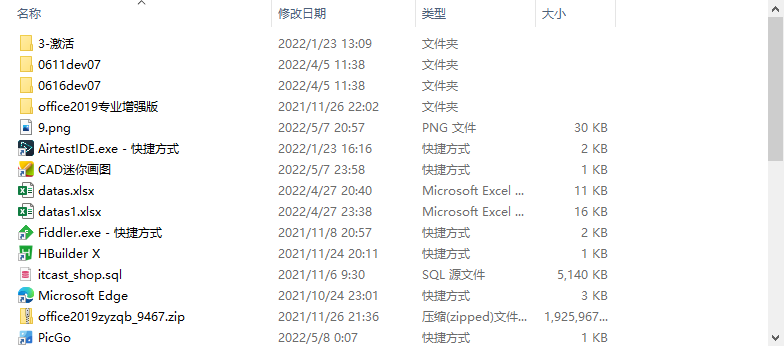 名称 修改日期 类型 大小
3-激活 2022/1/23 13:09 文件夹
0611dev07 2022/4/5 11:38 文件夹
0616dev07 2022/4/5 11:38 文件夹
office2019专业增强版 2021/11/26 22:02 文件夹
9.png 2022/5/7 20:57 PNG 文件 30 KB
AirtestIDE.exe - 快捷方式 2022/1/23 16:16 快捷方式 2 KB
CAD迷你画图 2022/5/7 23:58 快捷方式 1 KB
datas.xlsx 2022/4/27 20:40 Microsoft Excel ... 11 KB
datas1.xlsx 2022/4/27 23:38 Microsoft Excel ... 16 KB
Fiddler.exe - 快捷方式 2021/11/8 20:57 快捷方式 2 KB
HBuilder X 2021/11/24 20:11 快捷方式 1 KB
itcast_shop.sql 2021/11/6 9:30 SQL 源文件 5,140 KB
Microsoft Edge 2021/10/24 23:01 快捷方式 3 KB
office2019zyzqb_9467.zip 2021/11/26 21:36 压缩(zipped)文件... 1,925,967...
PicGo 2022/5/8 0:07 快捷方式 1 KB